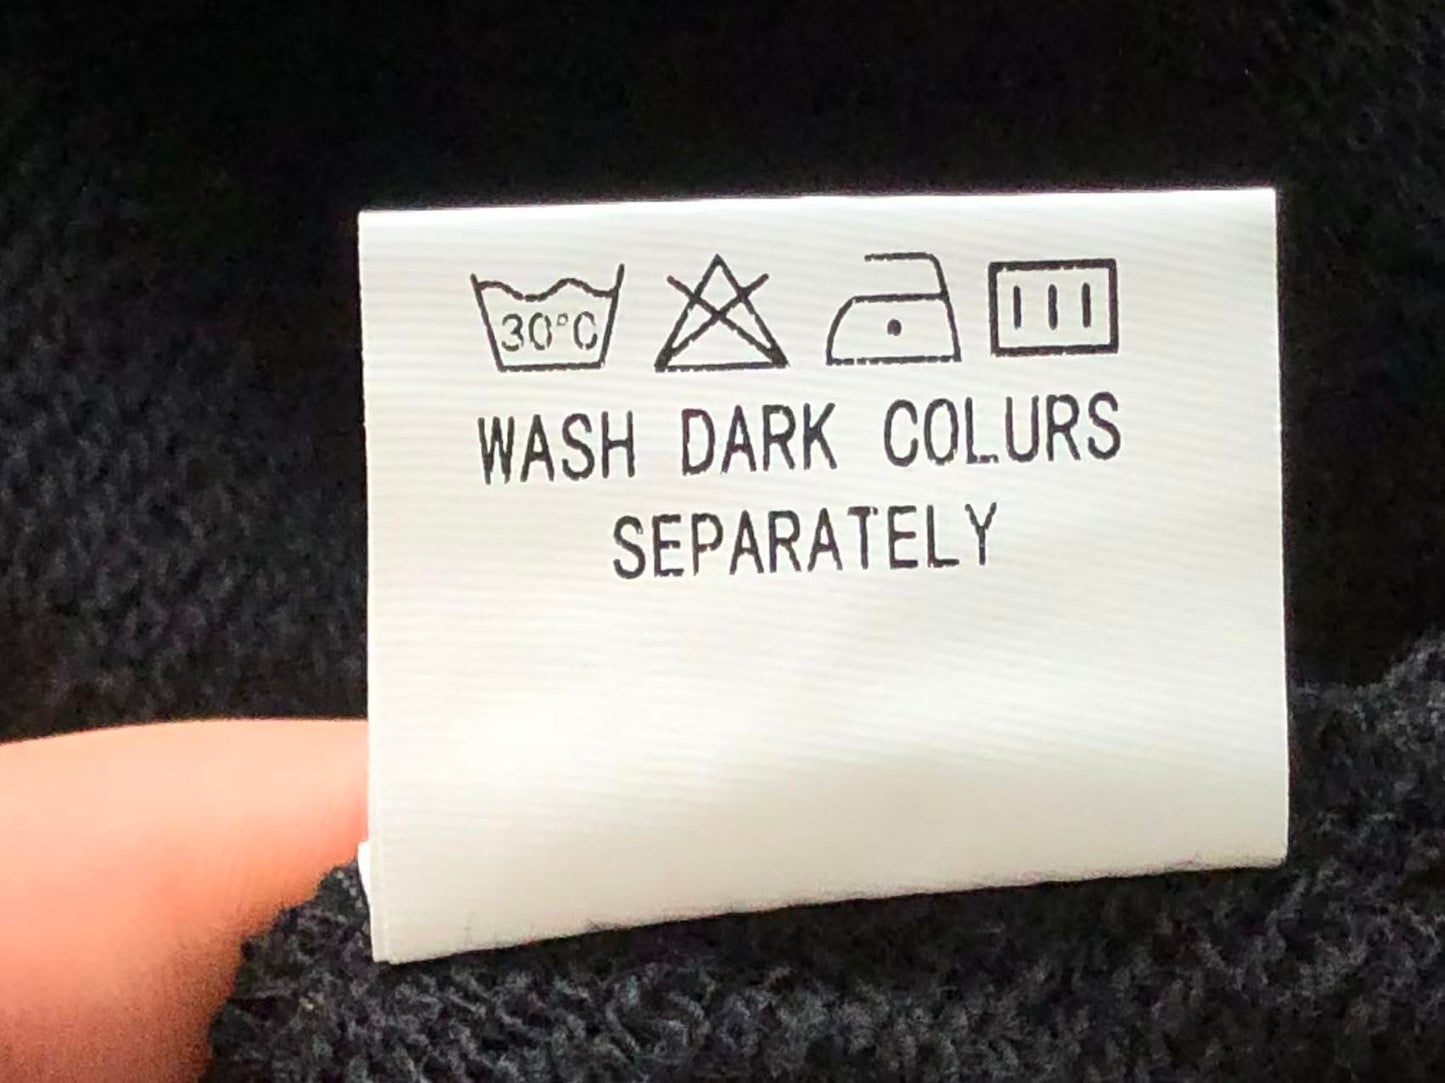 30°C
WASH DARK COLURS
SEPARATELY